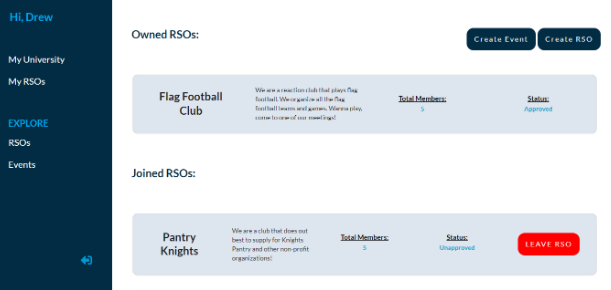 Hi, Drew
My University
My RSOs
EXPLORE
RSOs
Events
Owned RSOs:
Create Event
Create RSO
Flag Football
Club
We are a reaction club that plays flag
football. We organize all the flag
football teams and games. Wanna play,
come to one of our meetings!
Total Members:
5
Status:
Approved
Joined RSOs:
Pantry
Knights
We are a club that does out
best to supply for Knights
Pantry and other non-profit
organizations!
Total Members:
5
Status:
Unapproved
LEAVE RSO